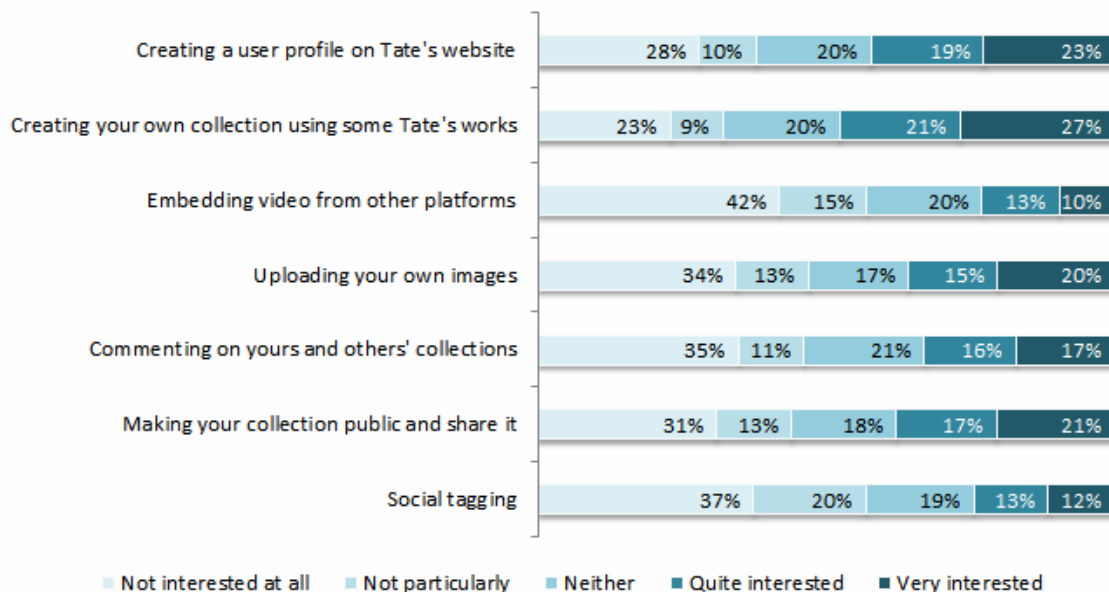 Creating a user profile on Tate's website 28% 10% 20% 19% 23%
Creating your own collection using some Tate's works 23% 9% 20% 21% 27%
Embedding video from other platforms 42% 15% 20% 13% 10%
Uploading your own images 34% 13% 17% 15% 20%
Commenting on yours and others' collections 35% 11% 21% 16% 17%
Making your collection public and share it 31% 13% 18% 17% 21%
Social tagging 37% 20% 19% 13% 12%
Not interested at all Not particularly Neither Quite interested Very interested